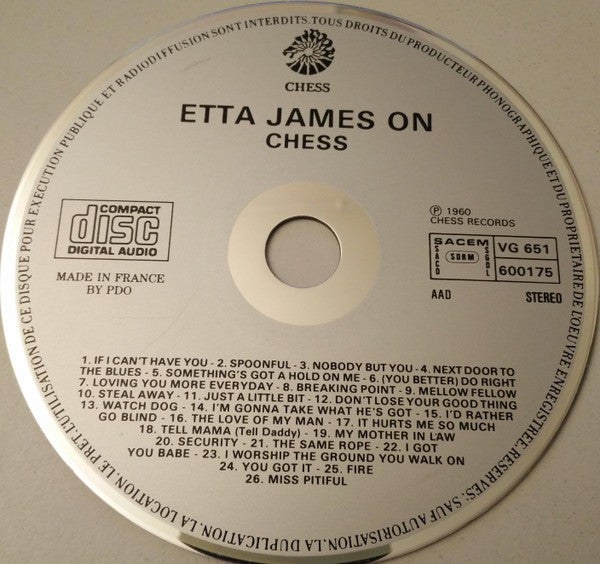 DE CE DISQUE POUR EXECUTION PUBLIQUE ET RADIODIFFUSION SONT INTERDITS. TOUS DROITS DU PRODUCTEUR PHONOGRAPHIQUE ET DU PROPRIETAIRE DE L'OEUVRE ENREGISTREE RESERVES: SAUF AUTORISATION. LA DUPLICATION. LA LOCATION. LE PRET. L'UTILISATION
CHESS
ETTA JAMES ON
CHESS
COMPACT
disc
DIGITAL AUDIO
MADE IN FRANCE
BY PDO
Ⓟ 1960
CHESS RECORDS
SACEM
SACD
SDRM
SGDL
VG 651
600175
AAD
STEREO
1. IF I CAN'T HAVE YOU - 2. SPOONFUL - 3. NOBODY BUT YOU - 4. NEXT DOOR TO
THE BLUES - 5. SOMETHING'S GOT A HOLD ON ME - 6. (YOU BETTER) DO RIGHT
7. LOVING YOU MORE EVERYDAY - 8. BREAKING POINT - 9. MELLOW FELLOW
10. STEAL AWAY - 11. JUST A LITTLE BIT - 12. DON'T LOSE YOUR GOOD THING
13. WATCH DOG - 14. I'M GONNA TAKE WHAT HE'S GOT - 15. I'D RATHER
GO BLIND - 16. THE LOVE OF MY MAN - 17. IT HURTS ME SO MUCH
18. TELL MAMA (Tell Daddy) - 19. MY MOTHER IN LAW
20. SECURITY - 21. THE SAME ROPE - 22. I GOT
YOU BABE - 23. I WORSHIP THE GROUND YOU WALK ON
24. YOU GOT IT - 25. FIRE
26. MISS PITIFUL